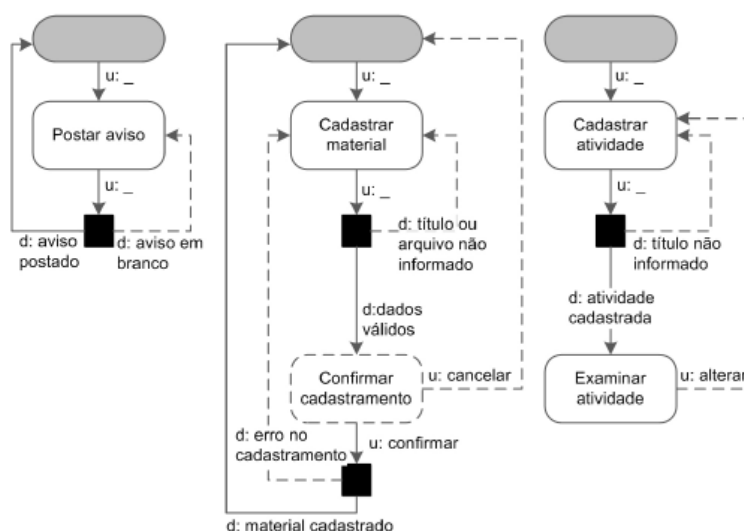 u: _
Postar aviso
u: _
d: aviso
postado
d: aviso em
branco
u: _
Cadastrar
material
u: _
d: título ou
arquivo não
informado
d:dados
válidos
Confirmar
cadastramento
u: cancelar
d: erro no
cadastramento
u: confirmar
d: material cadastrado
u: _
Cadastrar
atividade
u: _
d: título não
informado
d: atividade
cadastrada
Examinar
atividade
u: alterar